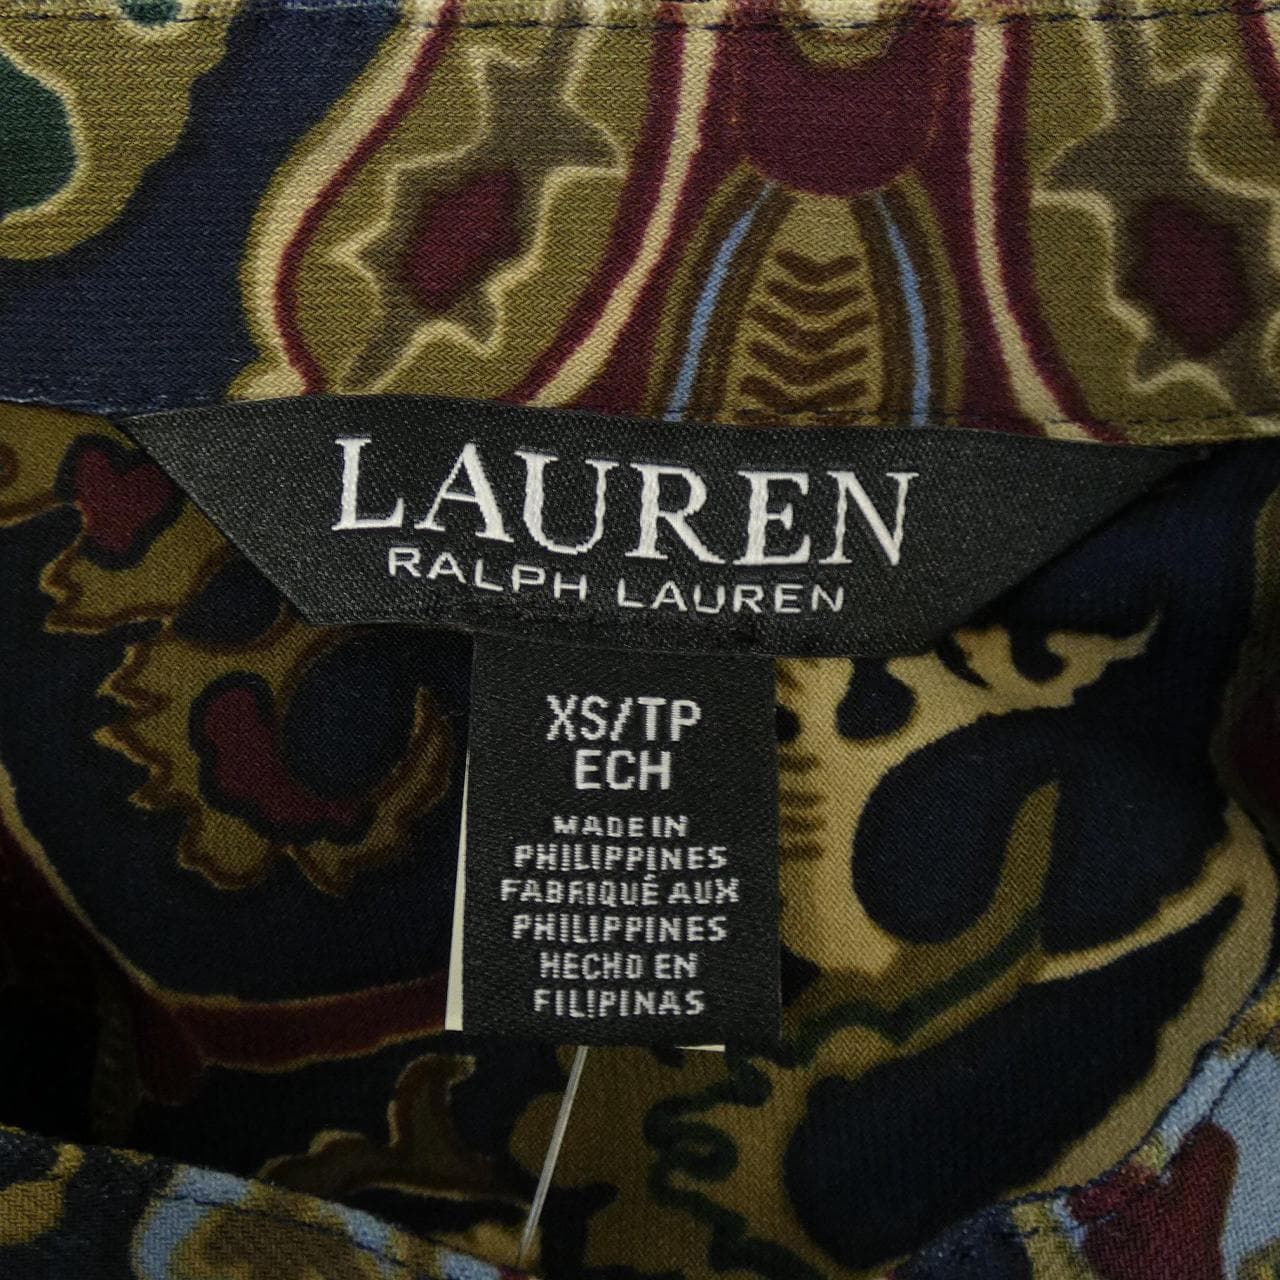 LAUREN
RALPH LAUREN
XS/TP
ECH
MADE IN
PHILIPPINES
FABRIQUÉ AUX
PHILIPPINES
HECHO EN
FILIPINAS